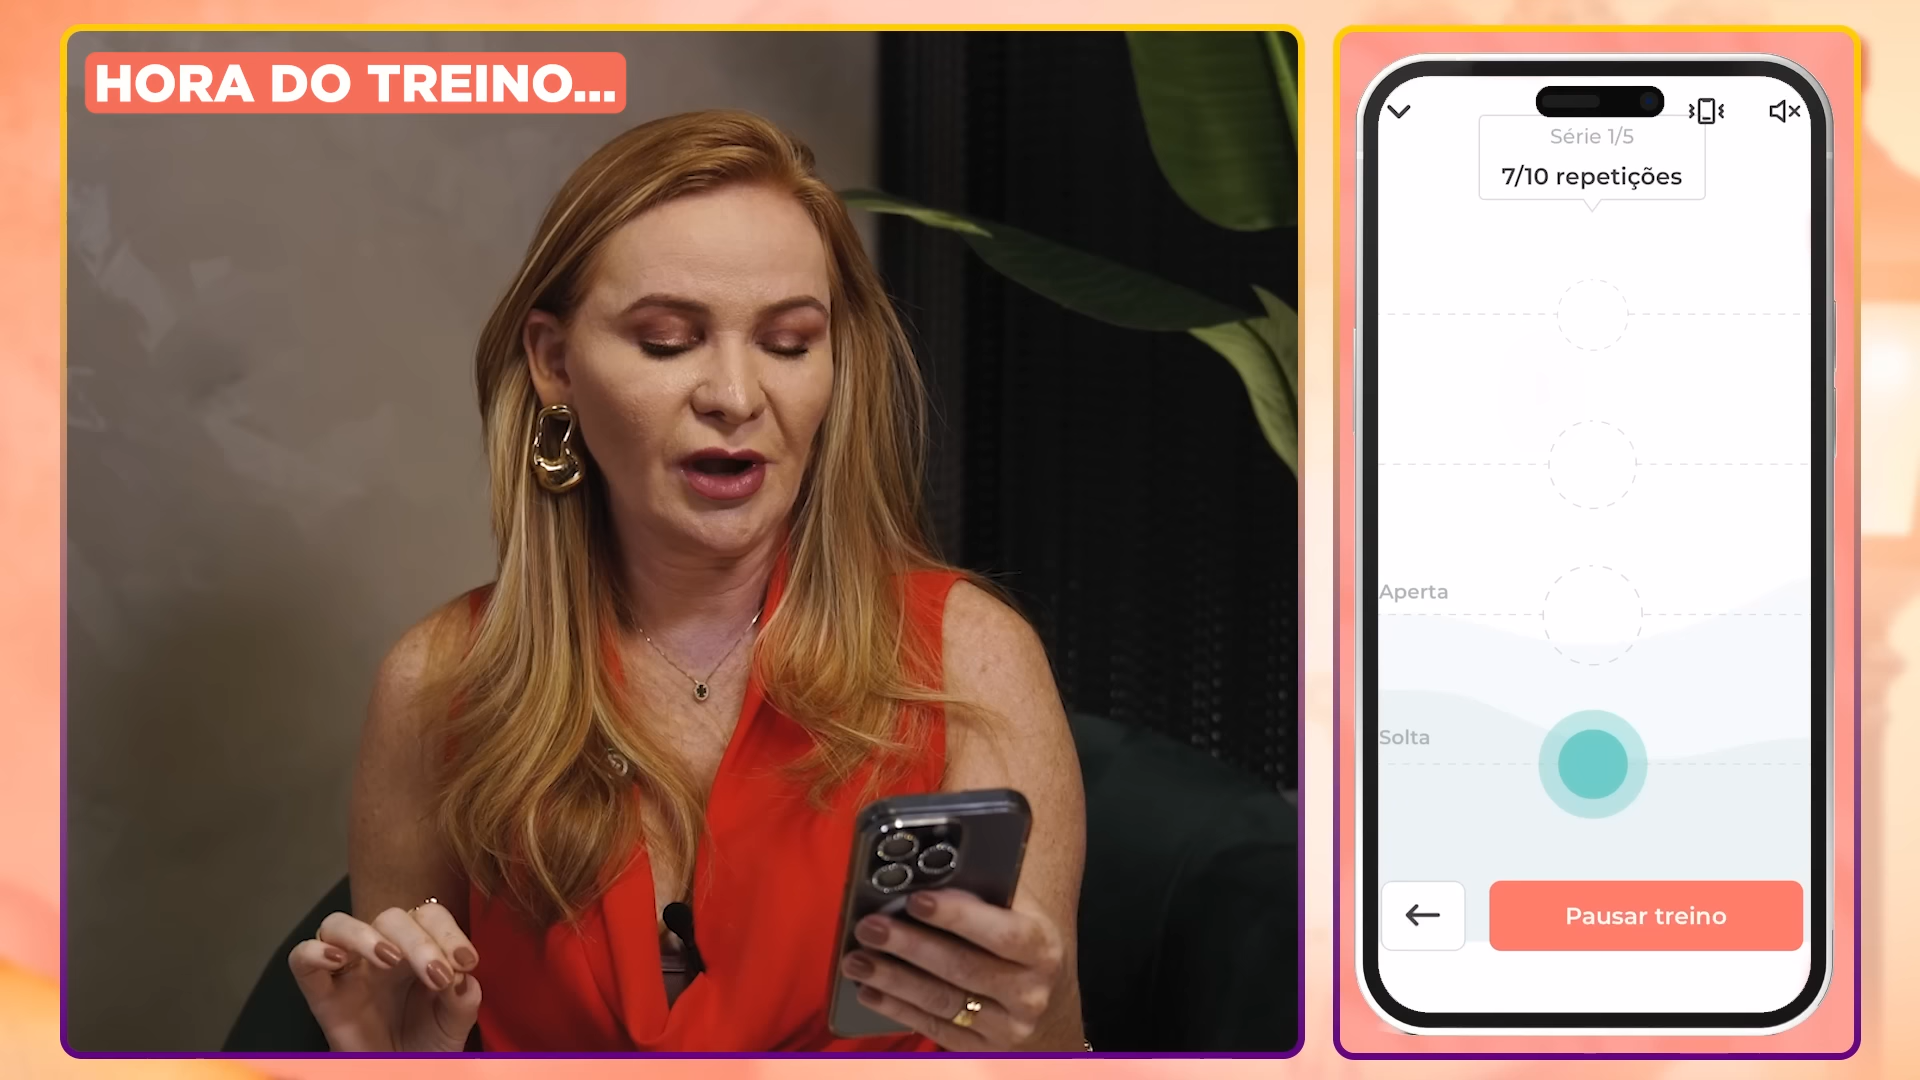 HORA DO TREINO...
Série 1/5
7/10 repetições
Aperta
Solta
Pausar treino